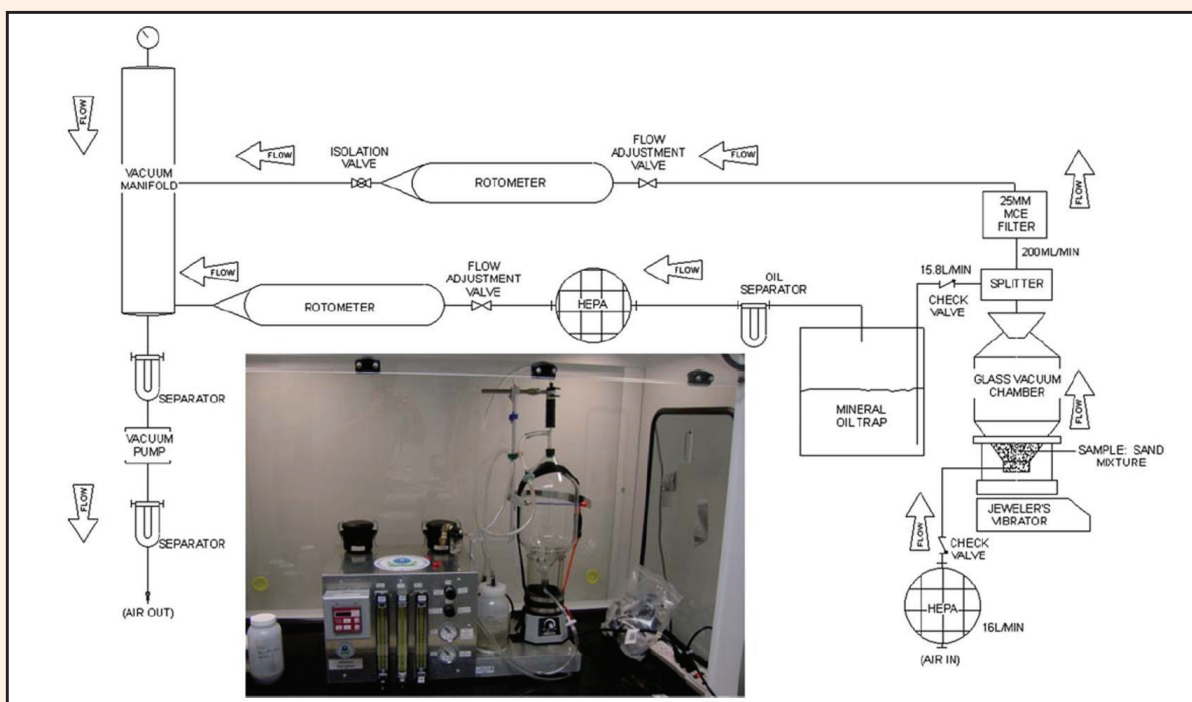 FLOW
VACUUM
MANIFOLD
FLOW
ISOLATION
VALVE
ROTOMETER
FLOW
ADJUSTMENT
VALVE
FLOW
FLOW
25MM
MCE
FILTER
200ML/MIN
FLOW
ROTOMETER
FLOW
ADJUSTMENT
VALVE
HEPA
FLOW
OIL
SEPARATOR
15.8L/MIN
CHECK
VALVE
SPLITTER
GLASS VACUUM
CHAMBER
FLOW
MINERAL
OIL TRAP
SAMPLE: SAND
MIXTURE
JEWELER'S
VIBRATOR
FLOW
CHECK
VALVE
HEPA
16L/MIN
(AIR IN)
SEPARATOR
VACUUM
PUMP
FLOW
SEPARATOR
(AIR OUT)